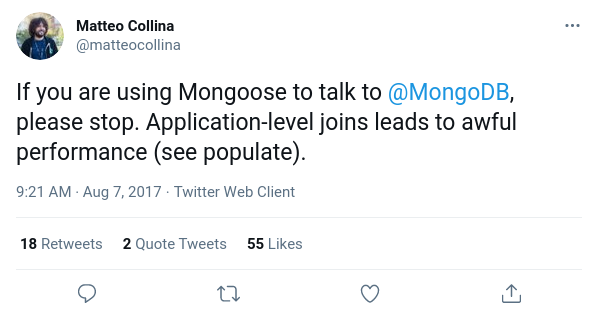 Matteo Collina
@matteocollina
If you are using Mongoose to talk to @MongoDB,
please stop. Application-level joins leads to awful
performance (see populate).
9:21 AM · Aug 7, 2017 · Twitter Web Client
18 Retweets 2 Quote Tweets 55 Likes